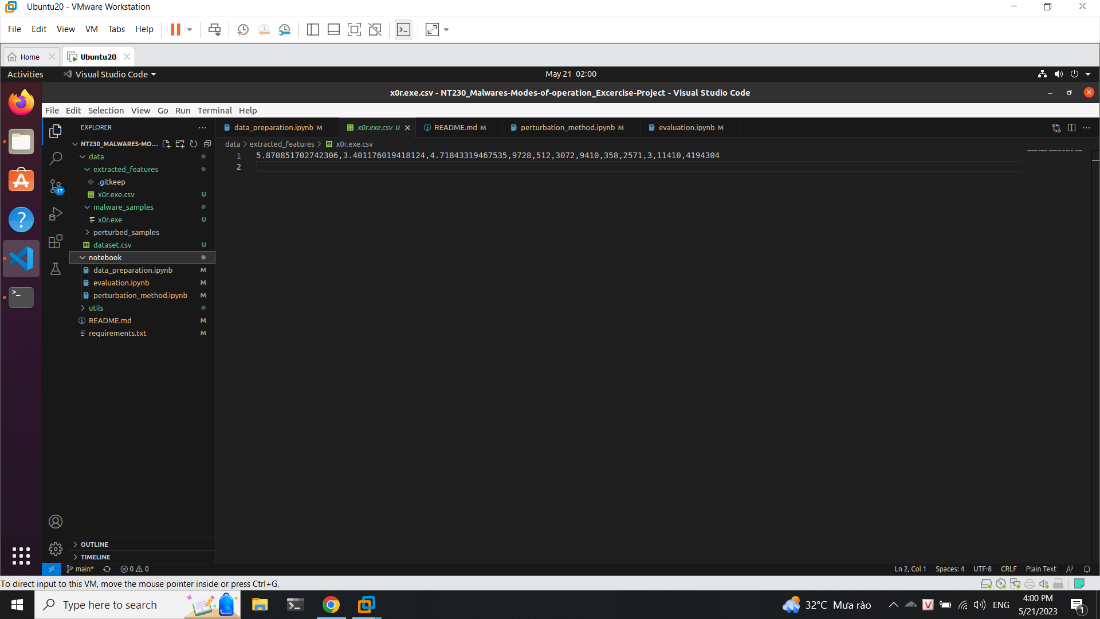 Ubuntu20 - VMware Workstation
File Edit View VM Tabs Help
Home
Ubuntu20
Activities Visual Studio Code May 21 02:00
x0r.exe.csv - NT230_Malwares-Modes-of-operation_Excercise-Project - Visual Studio Code
File Edit Selection View Go Run Terminal Help
EXPLORER
data_preparation.ipynb M x0r.exe.csv U README.md M perturbation_method.ipynb M evaluation.ipynb M
NT230_MALWARES-MO...
data > extracted_features > x0r.exe.csv
data
1 5.870851702742306,3.401176019418124,4.71843319467535,9728,512,3072,9410,358,2571,3,11410,4194304
2
extracted_features
.gitkeep
x0r.exe.csv U
17
malware_samples
x0r.exe U
perturbed_samples
dataset.csv U
notebook
data_preparation.ipynb M
evaluation.ipynb M
perturbation_method.ipynb M
utils
README.md M
requirements.txt M
OUTLINE
TIMELINE
main* 0 0 Ln 2, Col 1 Spaces: 4 UTF-8 CRLF Plain Text
To direct input to this VM, move the mouse pointer inside or press Ctrl+G.
Type here to search
32°C Mưa rào
V
ENG
4:00 PM
5/21/2023
1